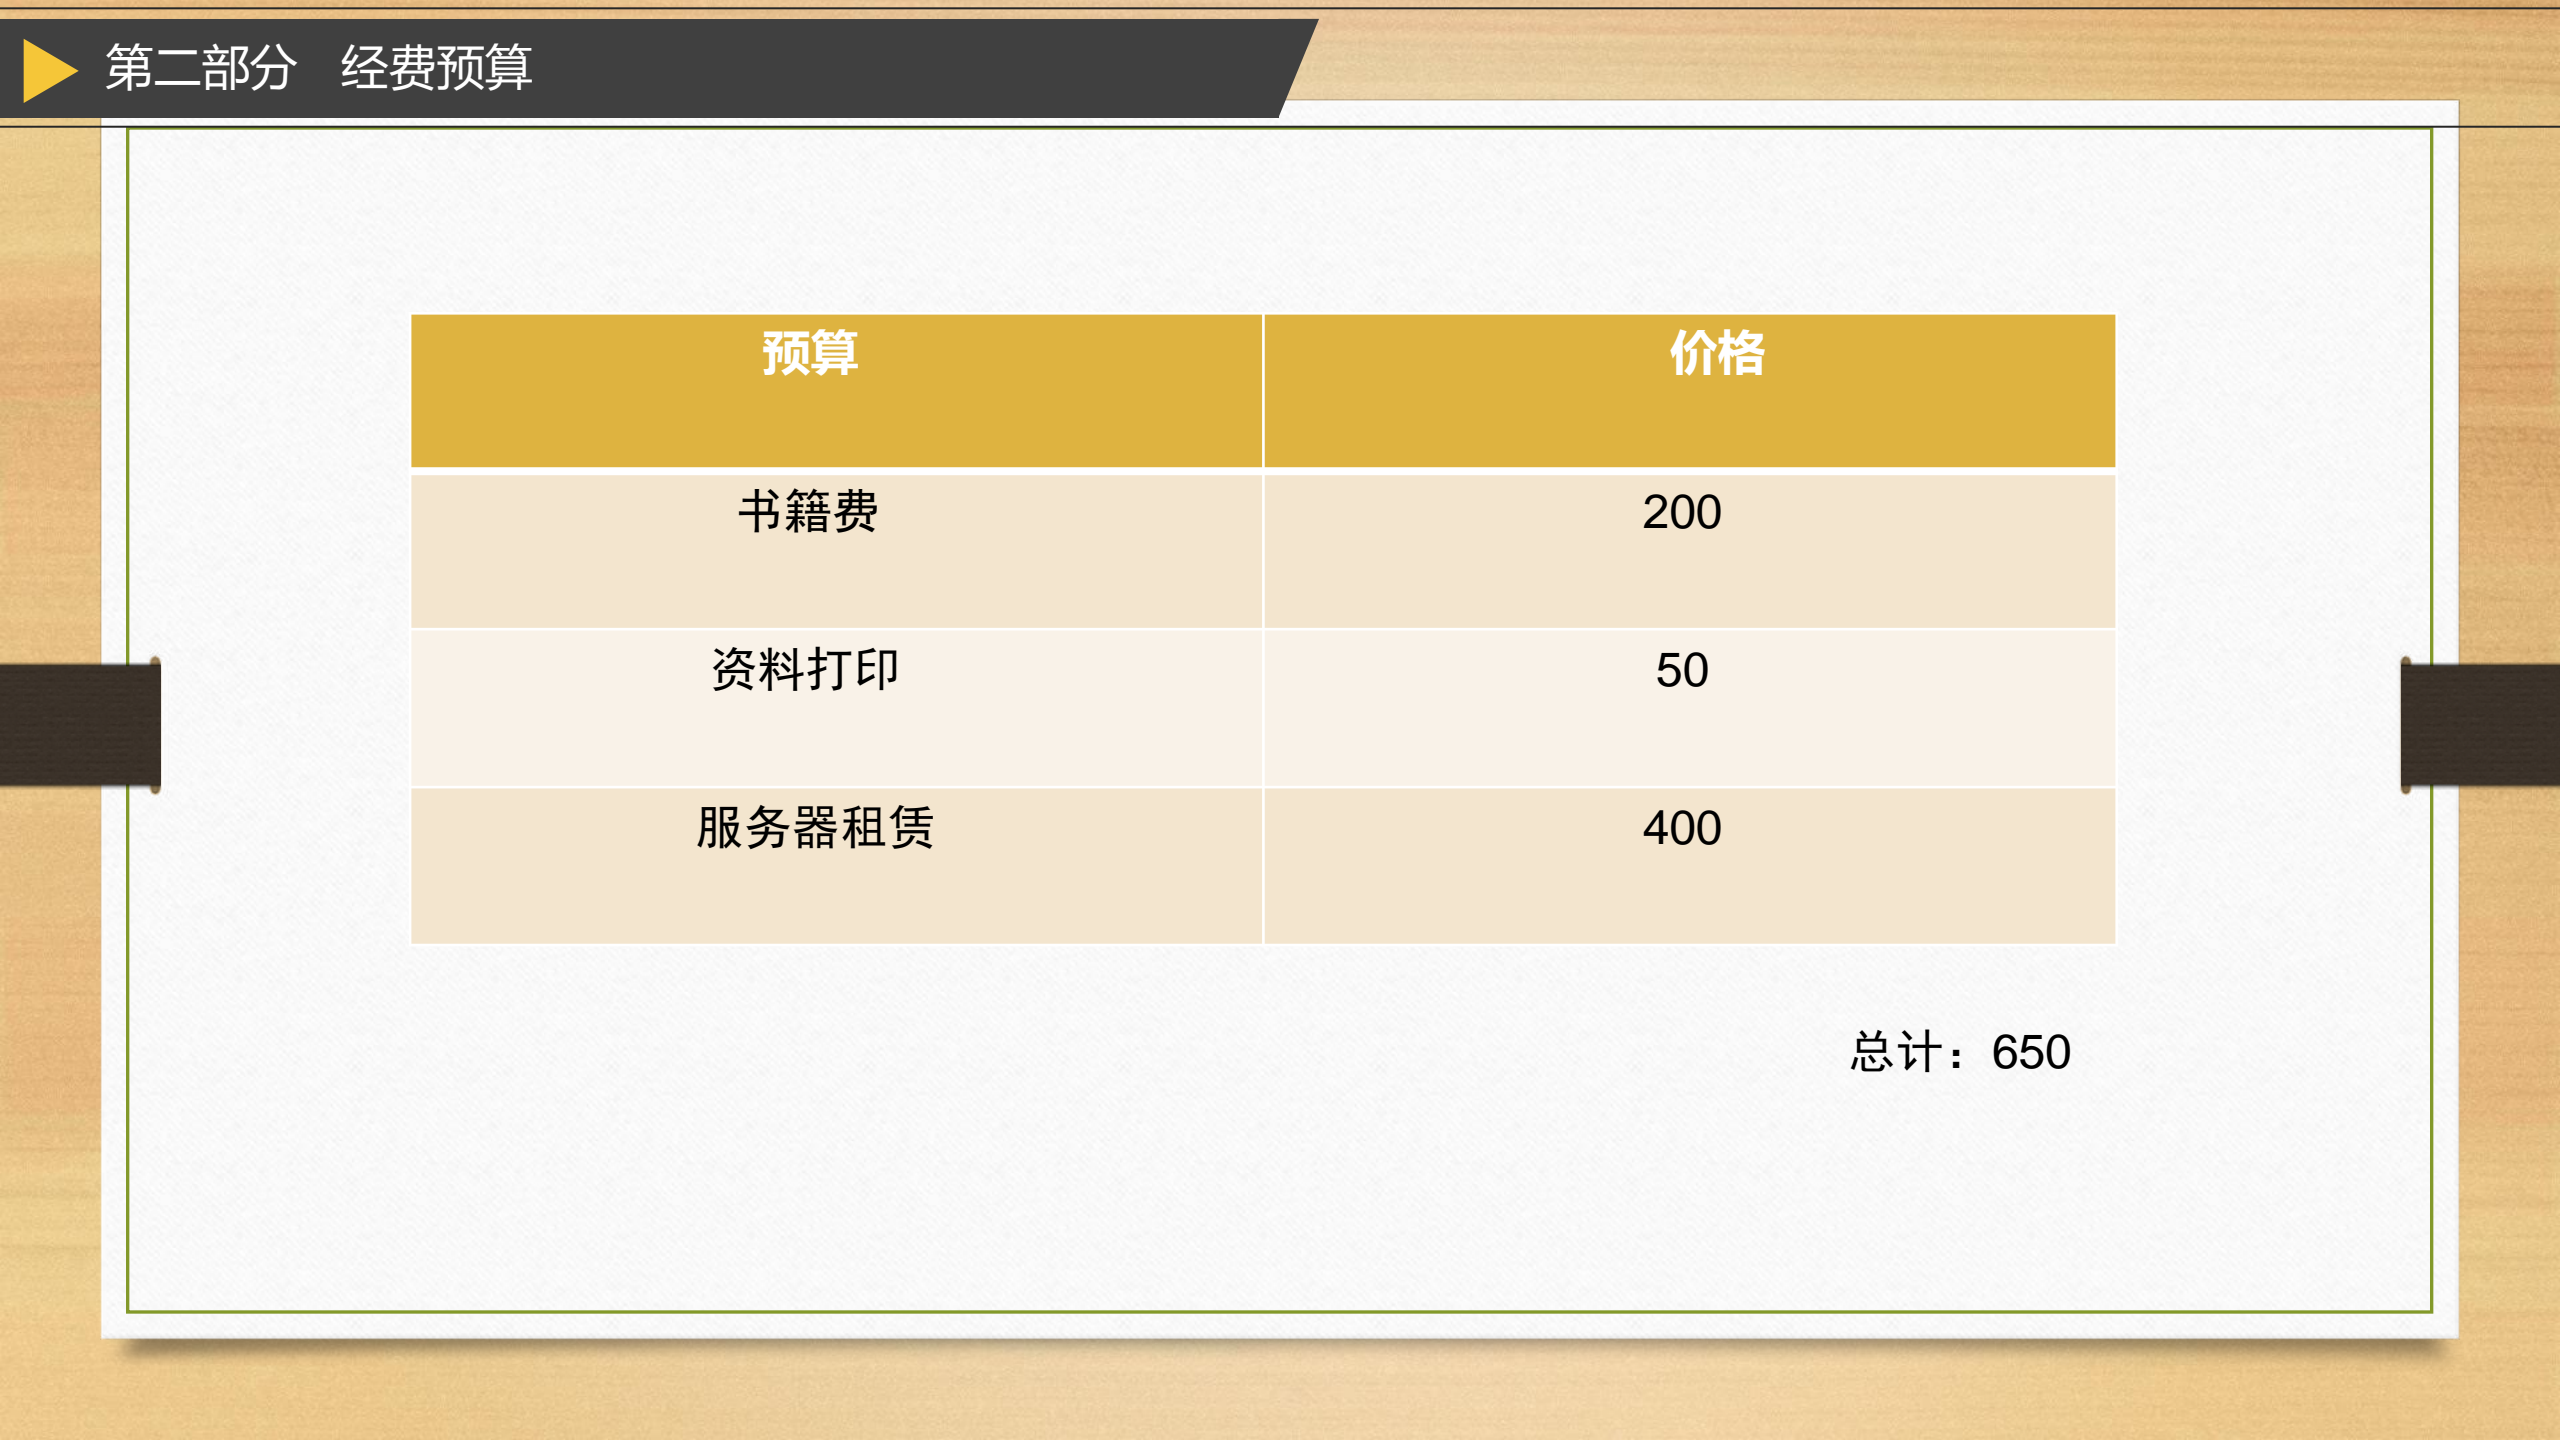 第二部分 经费预算
预算 价格
书籍费 200
资料打印 50
服务器租赁 400
总计：650